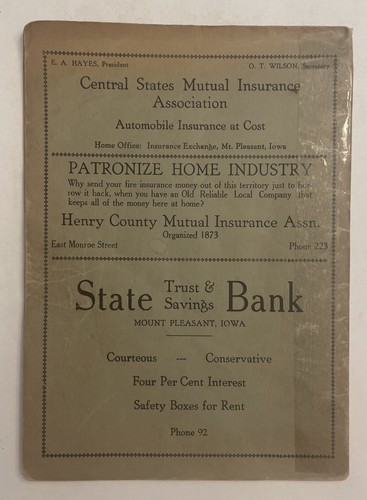 E. A. HAYES, President O. T. WILSON, Secretary
Central States Mutual Insurance
Association
Automobile Insurance at Cost
Home Office: Insurance Exchange, Mt. Pleasant, Iowa
PATRONIZE HOME INDUSTRY
Why send your fire insurance money out of this territory just to bor-
row it back, when you have an Old Reliable Local Company that
keeps all of the money here at home?
Henry County Mutual Insurance Assn.
Organized 1873
East Monroe Street Phone 223
State Trust & Savings Bank
MOUNT PLEASANT, IOWA
Courteous — Conservative
Four Per Cent Interest
Safety Boxes for Rent
Phone 92